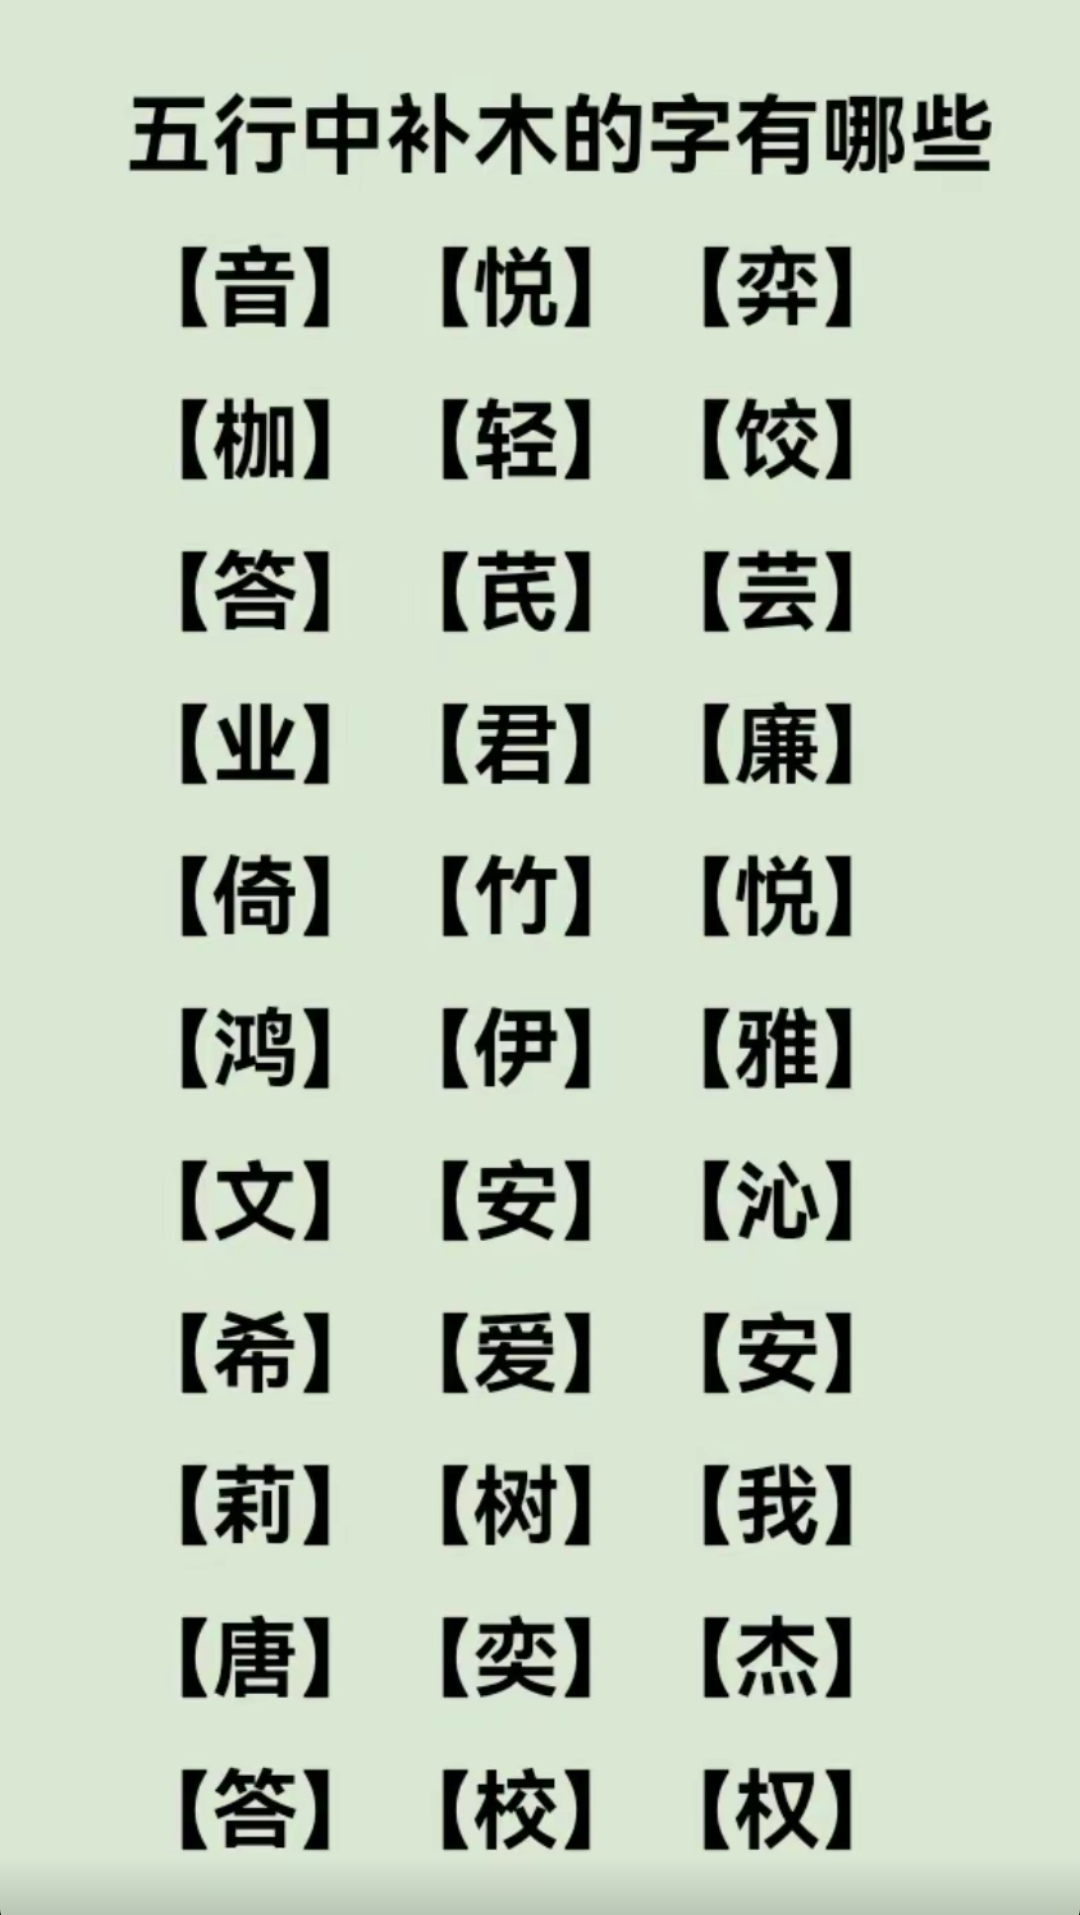 五行中补木的字有哪些
【音】 【悦】 【弈】
【枷】 【轻】 【饺】
【答】 【芪】 【芸】
【业】 【君】 【廉】
【倚】 【竹】 【悦】
【鸿】 【伊】 【雅】
【文】 【安】 【沁】
【希】 【爱】 【安】
【莉】 【树】 【我】
【唐】 【奕】 【杰】
【答】 【校】 【权】